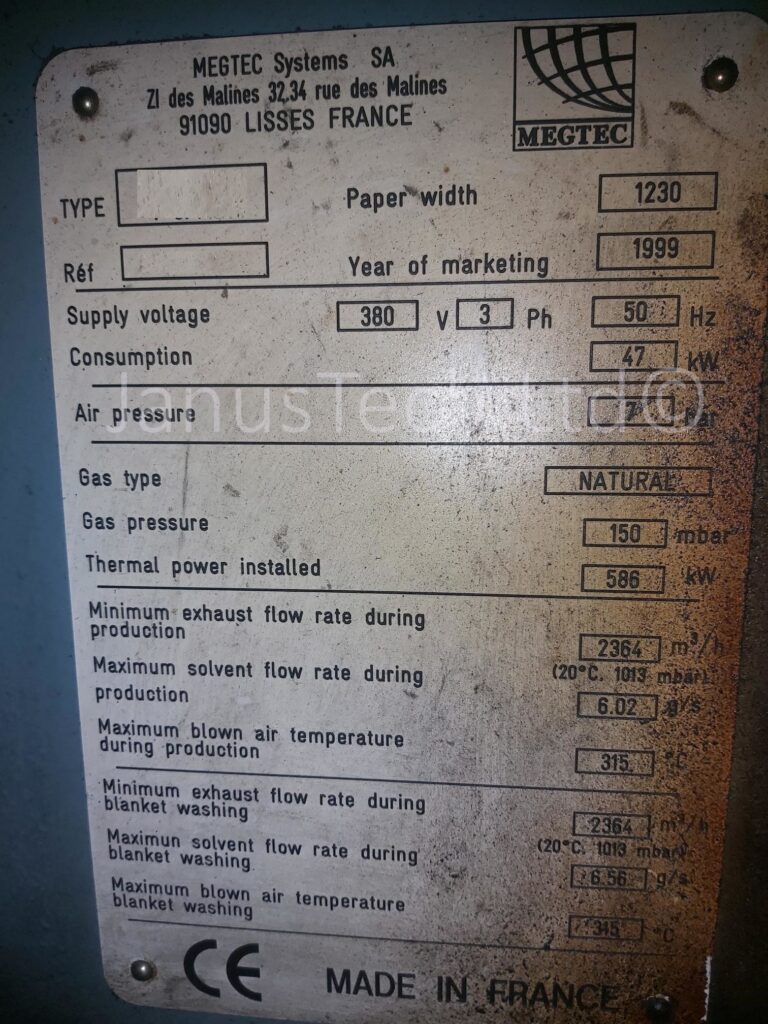 MEGTEC Systems SA
ZI des Malines 32.34 rue des Malines
91090 LISSES FRANCE
MEGTEC
TYPE
Paper width 1230
Réf
Year of marketing 1999
Supply voltage 380 V 3 Ph 50 Hz
Consumption 47 kW
Air pressure 7 bar
Gas type NATURAL
Gas pressure 150 mbar
Thermal power installed 586 kW
Minimum exhaust flow rate during
production 2364 m³/h
(20°C. 1013 mbar).
Maximum solvent flow rate during
production 6.02 g/s
Maximum blown air temperature
during production 315 °C
Minimum exhaust flow rate during
blanket washing 2364 m³/h
(20°C. 1013 mbar).
Maximun solvent flow rate during
blanket washing 6.56 g/s
Maximum blown air temperature
blanket washing 315 °C
CE MADE IN FRANCE